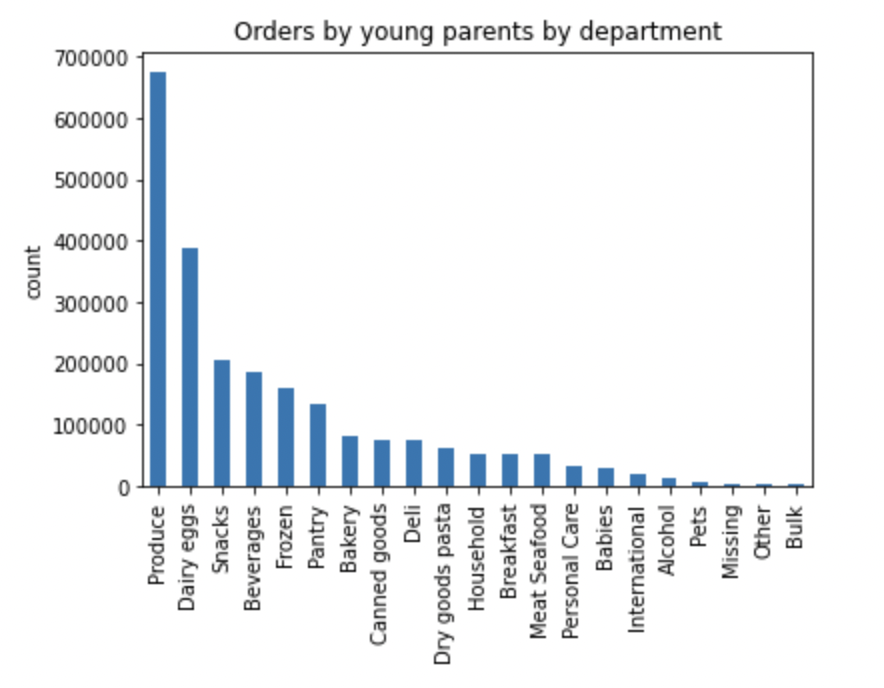 Orders by young parents by department
700000
600000
500000
400000
300000
200000
100000
0
count
Produce
Dairy eggs
Snacks
Beverages
Frozen
Pantry
Bakery
Canned goods
Deli
Dry goods pasta
Household
Breakfast
Meat Seafood
Personal Care
Babies
International
Alcohol
Pets
Missing
Other
Bulk